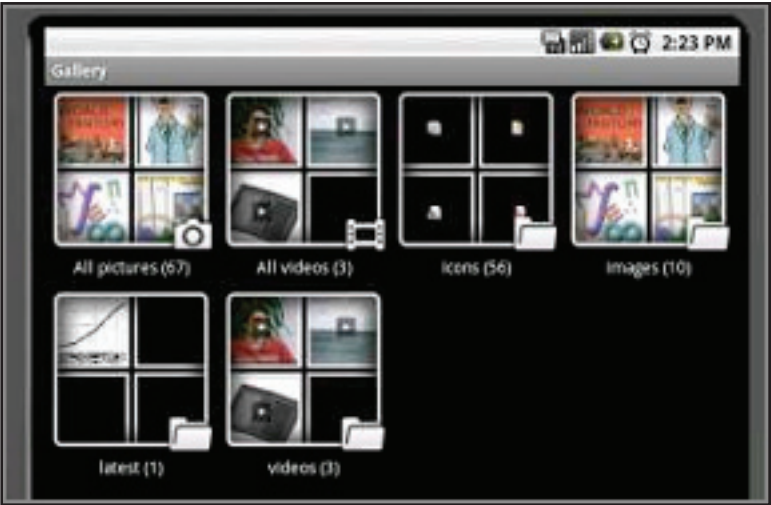 2:23 PM
Gallery
All pictures (67)
All videos (3)
Icons (56)
Images (10)
latest (1)
videos (3)